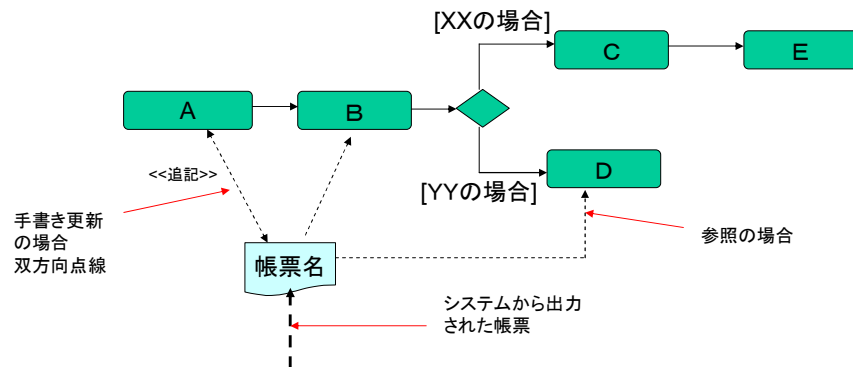 [XXの場合]
C
E
A
B
<<追記>>
D
[YYの場合]
手書き更新
の場合
双方向点線
参照の場合
帳票名
システムから出力
された帳票